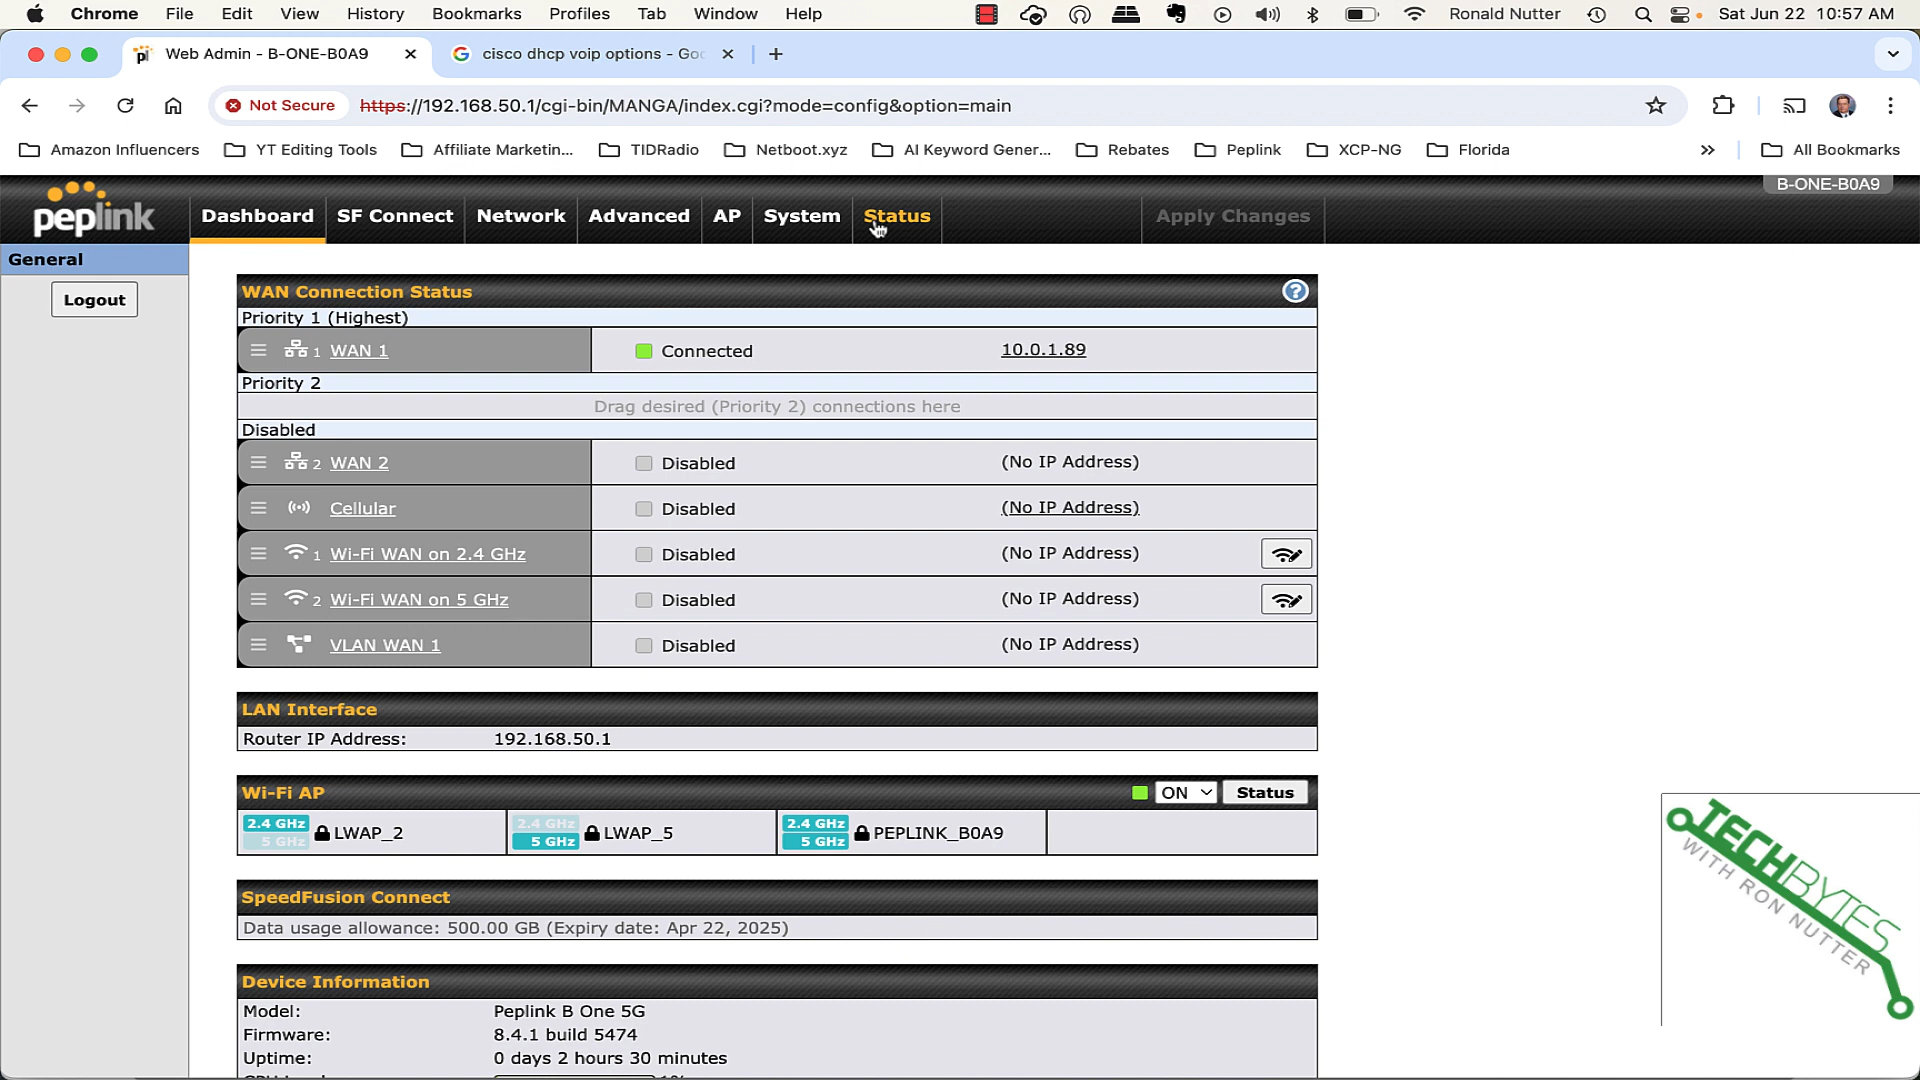 Chrome File Edit View History Bookmarks Profiles Tab Window Help Ronald Nutter Sat Jun 22 10:57 AM
Web Admin - B-ONE-B0A9 cisco dhcp voip options - Goo
Not Secure https://192.168.50.1/cgi-bin/MANGA/index.cgi?mode=config&option=main
Amazon Influencers YT Editing Tools Affiliate Marketin... TIDRadio Netboot.xyz AI Keyword Gener... Rebates Peplink XCP-NG Florida » All Bookmarks
B-ONE-B0A9
peplink Dashboard SF Connect Network Advanced AP System Status Apply Changes
General
Logout
WAN Connection Status ?
Priority 1 (Highest)
1 WAN 1 Connected 10.0.1.89
Priority 2
Drag desired (Priority 2) connections here
Disabled
2 WAN 2 Disabled (No IP Address)
Cellular Disabled (No IP Address)
1 Wi-Fi WAN on 2.4 GHz Disabled (No IP Address)
2 Wi-Fi WAN on 5 GHz Disabled (No IP Address)
VLAN WAN 1 Disabled (No IP Address)
LAN Interface
Router IP Address: 192.168.50.1
Wi-Fi AP ON Status
2.4 GHz 5 GHz LWAP_2 2.4 GHz 5 GHz LWAP_5 2.4 GHz 5 GHz PEPLINK_B0A9
SpeedFusion Connect
Data usage allowance: 500.00 GB (Expiry date: Apr 22, 2025)
Device Information
Model: Peplink B One 5G
Firmware: 8.4.1 build 5474
Uptime: 0 days 2 hours 30 minutes
TECHBYTES
WITH RON NUTTER